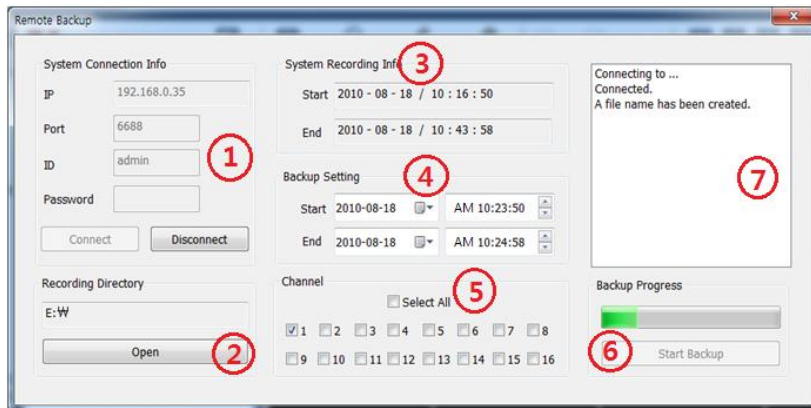 Remote Backup
System Connection Info
IP 192.168.0.35
Port 6688
ID admin
Password
Connect Disconnect
1
Recording Directory
E:₩
Open
2
System Recording Info
3
Start 2010 - 08 - 18 / 10 : 16 : 50
End 2010 - 08 - 18 / 10 : 43 : 58
Backup Setting
4
Start 2010-08-18 AM 10:23:50
End 2010-08-18 AM 10:24:58
Channel
Select All
5
1 2 3 4 5 6 7 8
9 10 11 12 13 14 15 16
Connecting to ...
Connected.
A file name has been created.
7
Backup Progress
6
Start Backup